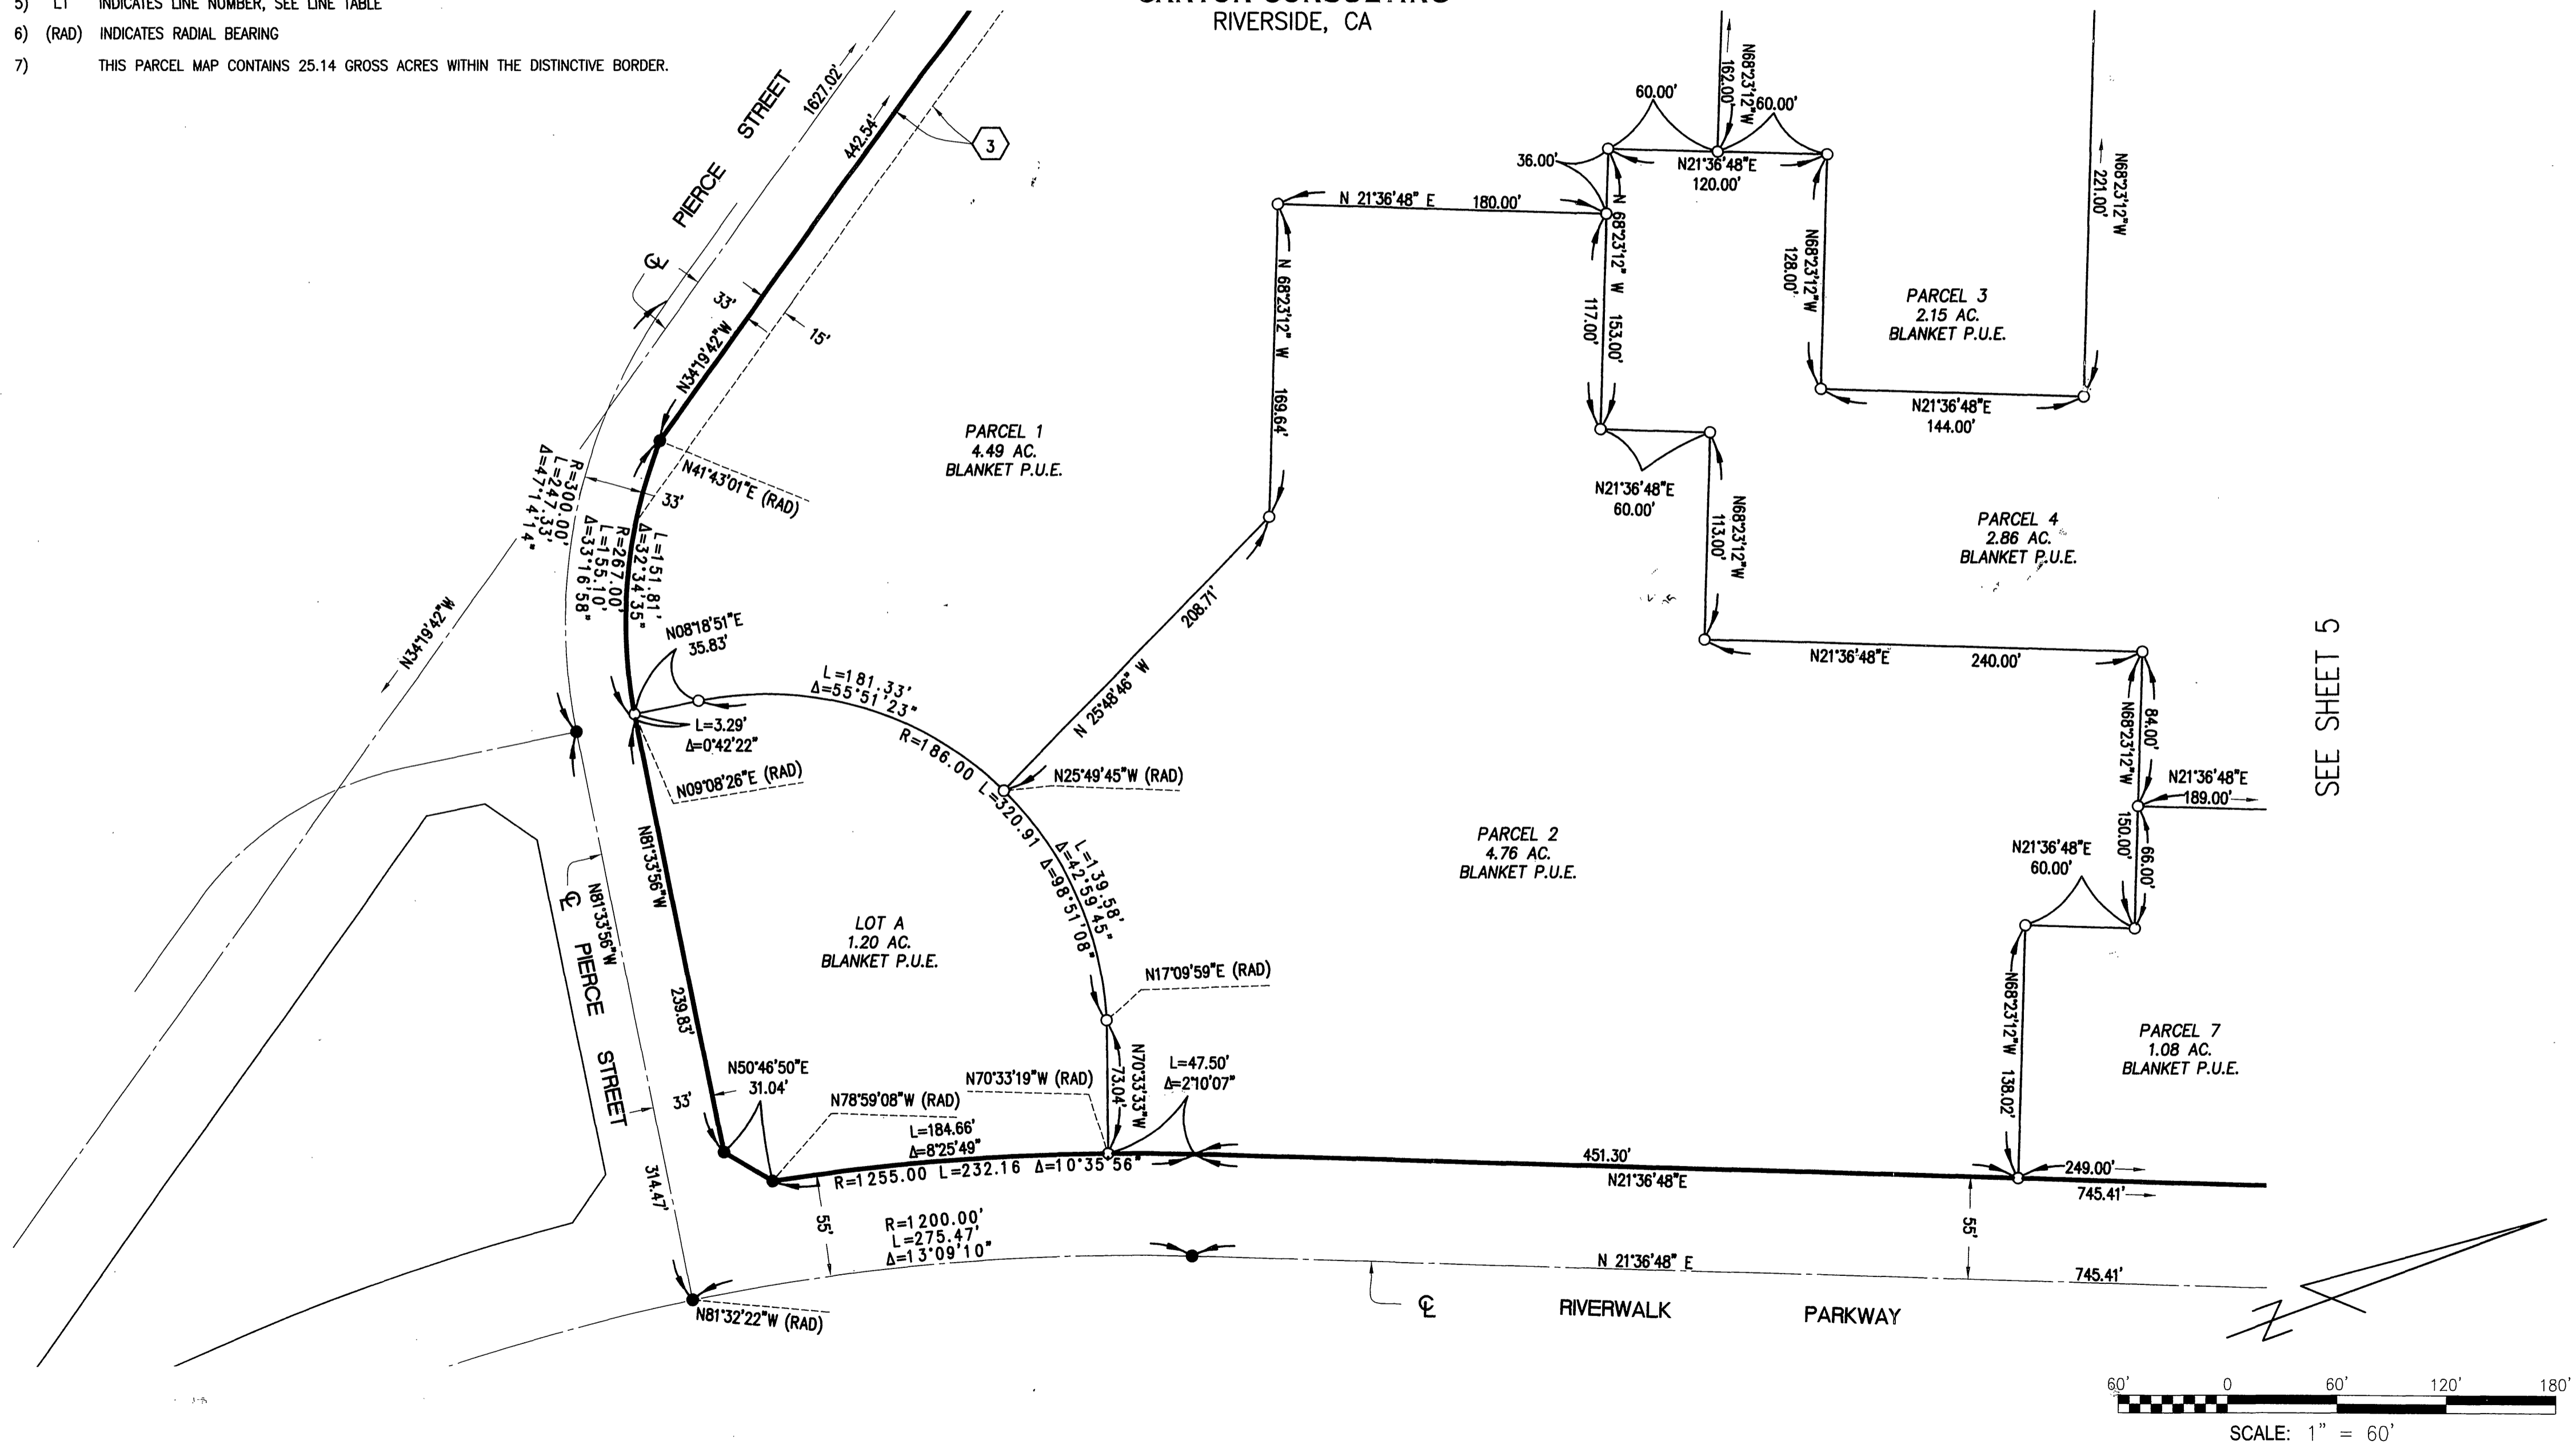 5) L1 INDICATES LINE NUMBER, SEE LINE TABLE
6) (RAD) INDICATES RADIAL BEARING
7) THIS PARCEL MAP CONTAINS 25.14 GROSS ACRES WITHIN THE DISTINCTIVE BORDER.
RIVERSIDE, CA
PIERCE STREET
1627.02'
442.54'
3
℄
33'
15'
N34°19'42"W
N41°43'01"E (RAD)
33'
R=300.00'
L=247.33'
Δ=47°14'14"
L=151.81'
Δ=32°34'35"
R=267.00'
L=155.10'
Δ=33°16'58"
N34°19'42"W
N08°18'51"E
35.83'
L=3.29'
Δ=0°42'22"
N09°08'26"E (RAD)
L=181.33'
Δ=55°51'23"
R=186.00
L=320.91 Δ=98°51'08"
L=139.58'
Δ=42°59'45"
N25°49'45"W (RAD)
N 25°48'46" W
208.71'
PARCEL 1
4.49 AC.
BLANKET P.U.E.
N 21°36'48" E 180.00'
N 68°23'12" W 169.64'
36.00'
60.00'
60.00'
N68°23'12"W
162.00'
N21°36'48"E
120.00'
N 68°23'12" W 153.00'
117.00'
N68°23'12"W
128.00'
PARCEL 3
2.15 AC.
BLANKET P.U.E.
N68°23'12"W
221.00'
N21°36'48"E
144.00'
N21°36'48"E
60.00'
N68°23'12"W
113.00'
PARCEL 4
2.86 AC.
BLANKET P.U.E.
N21°36'48"E 240.00'
84.00'
N68°23'12"W
150.00'
N21°36'48"E
189.00'
66.00'
N21°36'48"E
60.00'
SEE SHEET 5
PARCEL 2
4.76 AC.
BLANKET P.U.E.
N68°23'12"W 138.02'
PARCEL 7
1.08 AC.
BLANKET P.U.E.
LOT A
1.20 AC.
BLANKET P.U.E.
N81°33'56"W
239.83'
℄
N81°33'56"W
PIERCE STREET
33'
314.47'
N50°46'50"E
31.04'
N78°59'08"W (RAD)
N70°33'19"W (RAD)
N17°09'59"E (RAD)
N70°33'33"W
73.04'
L=47.50'
Δ=2°10'07"
L=184.66'
Δ=8°25'49"
R=1255.00 L=232.16 Δ=10°35'56"
451.30'
N21°36'48"E
249.00'
745.41'
55'
R=1200.00'
L=275.47'
Δ=13°09'10"
55'
N 21°36'48" E
745.41'
℄
RIVERWALK PARKWAY
N81°32'22"W (RAD)
60' 0 60' 120' 180'
SCALE: 1" = 60'